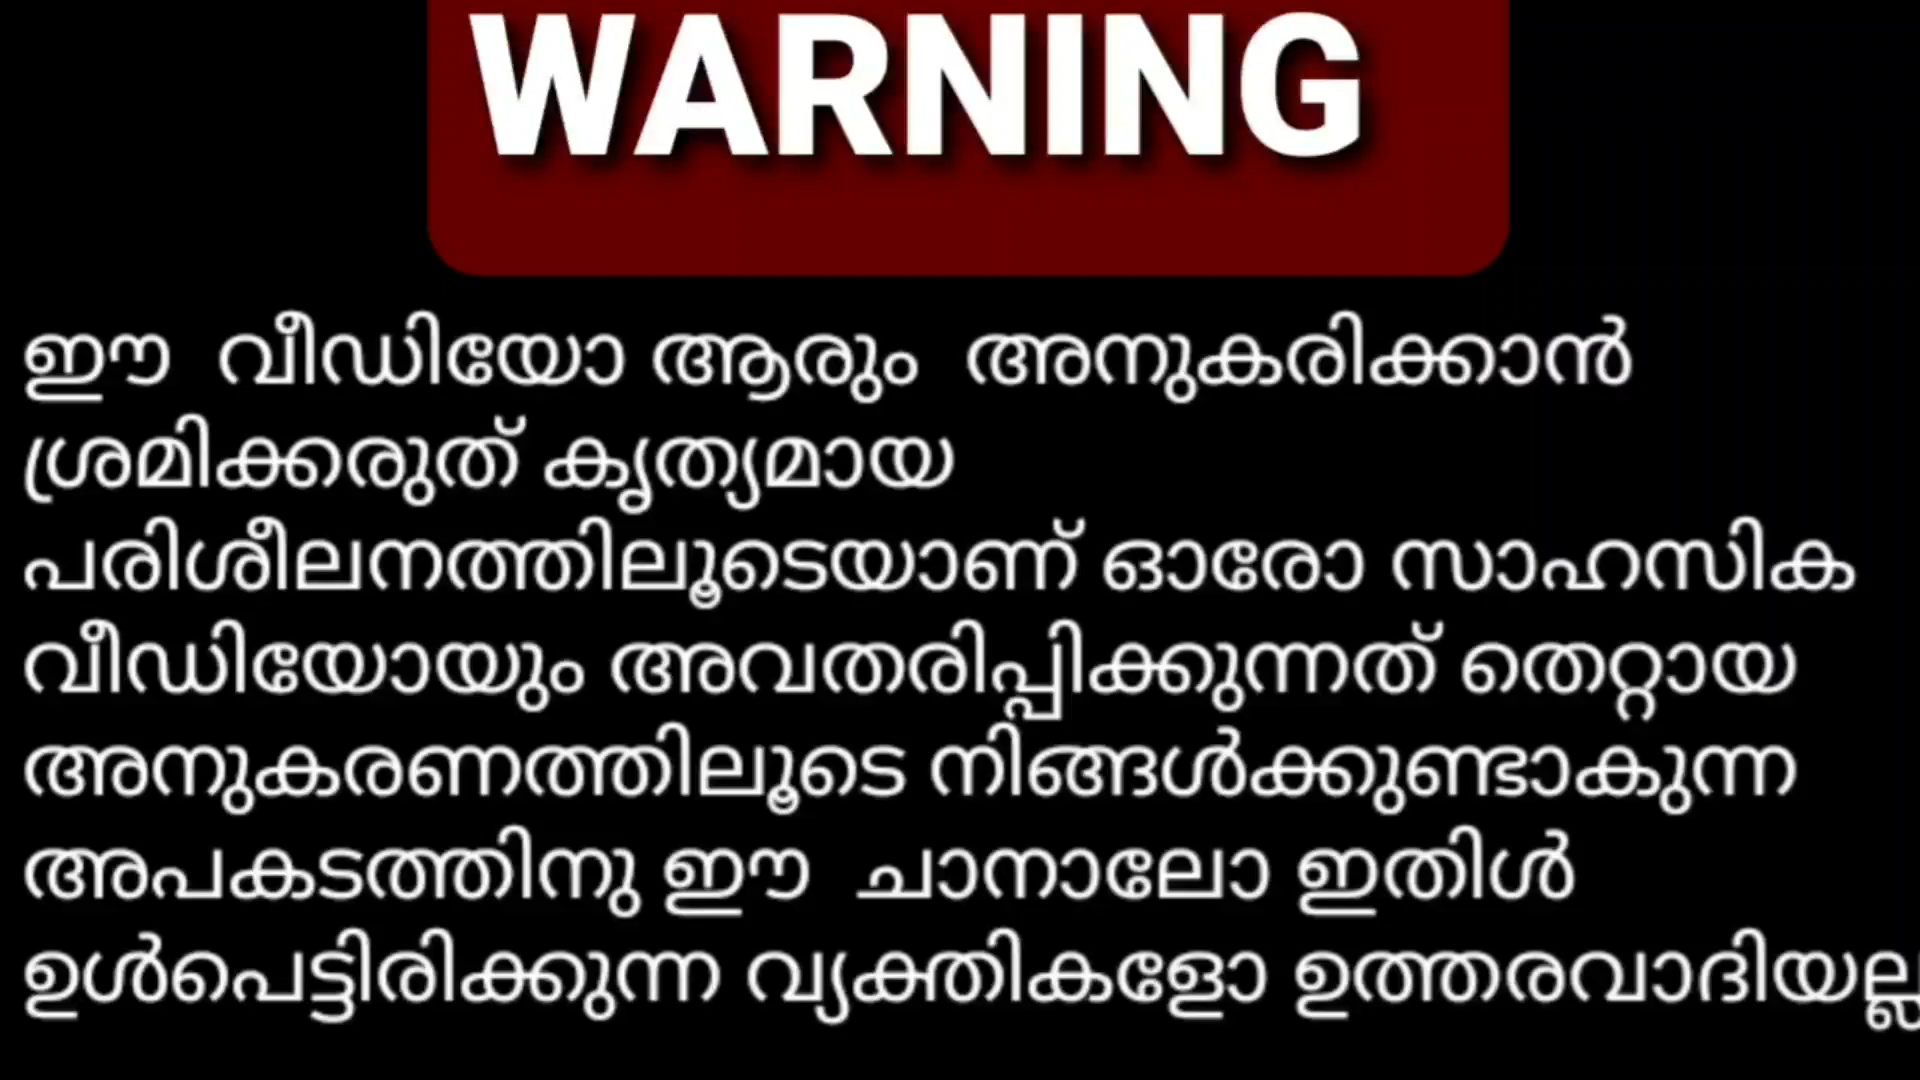 WARNING
ഈ വീഡിയോ ആരും അനുകരിക്കാൻ
ശ്രമിക്കരുത് കൃത്യമായ
പരിശീലനത്തിലൂടെയാണ് ഓരോ സാഹസിക
വീഡിയോയും അവതരിപ്പിക്കുന്നത് തെറ്റായ
അനുകരണത്തിലൂടെ നിങ്ങൾക്കുണ്ടാകുന്ന
അപകടത്തിനു ഈ ചാനാലോ ഇതിൾ
ഉൾപെട്ടിരിക്കുന്ന വ്യക്തികളോ ഉത്തരവാദിയല്ല